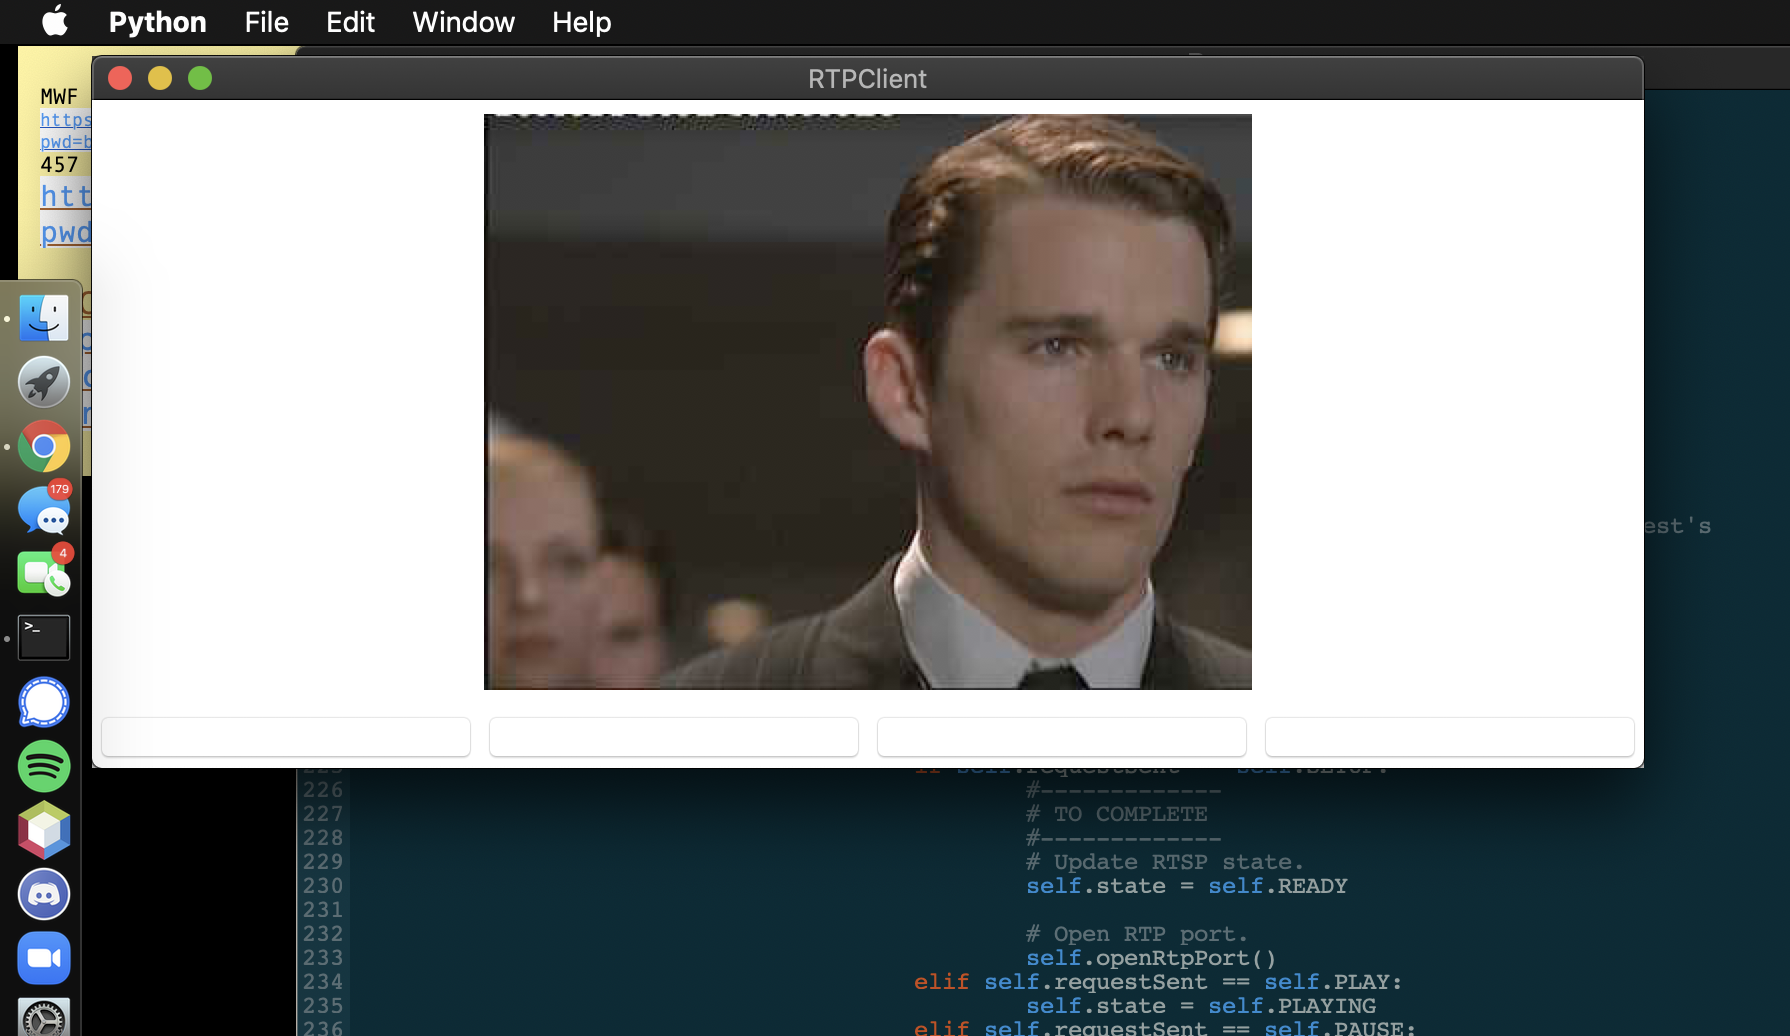 Python File Edit Window Help
RTPClient
MWF
https
pwd=b
457
htt
pwd
179
4
>_
est's
226 #-------------
227 # TO COMPLETE
228 #-------------
229 # Update RTSP state.
230 self.state = self.READY
231
232 # Open RTP port.
233 self.openRtpPort()
234 elif self.requestSent == self.PLAY:
235 self.state = self.PLAYING
236 elif self.requestSent == self.PAUSE: